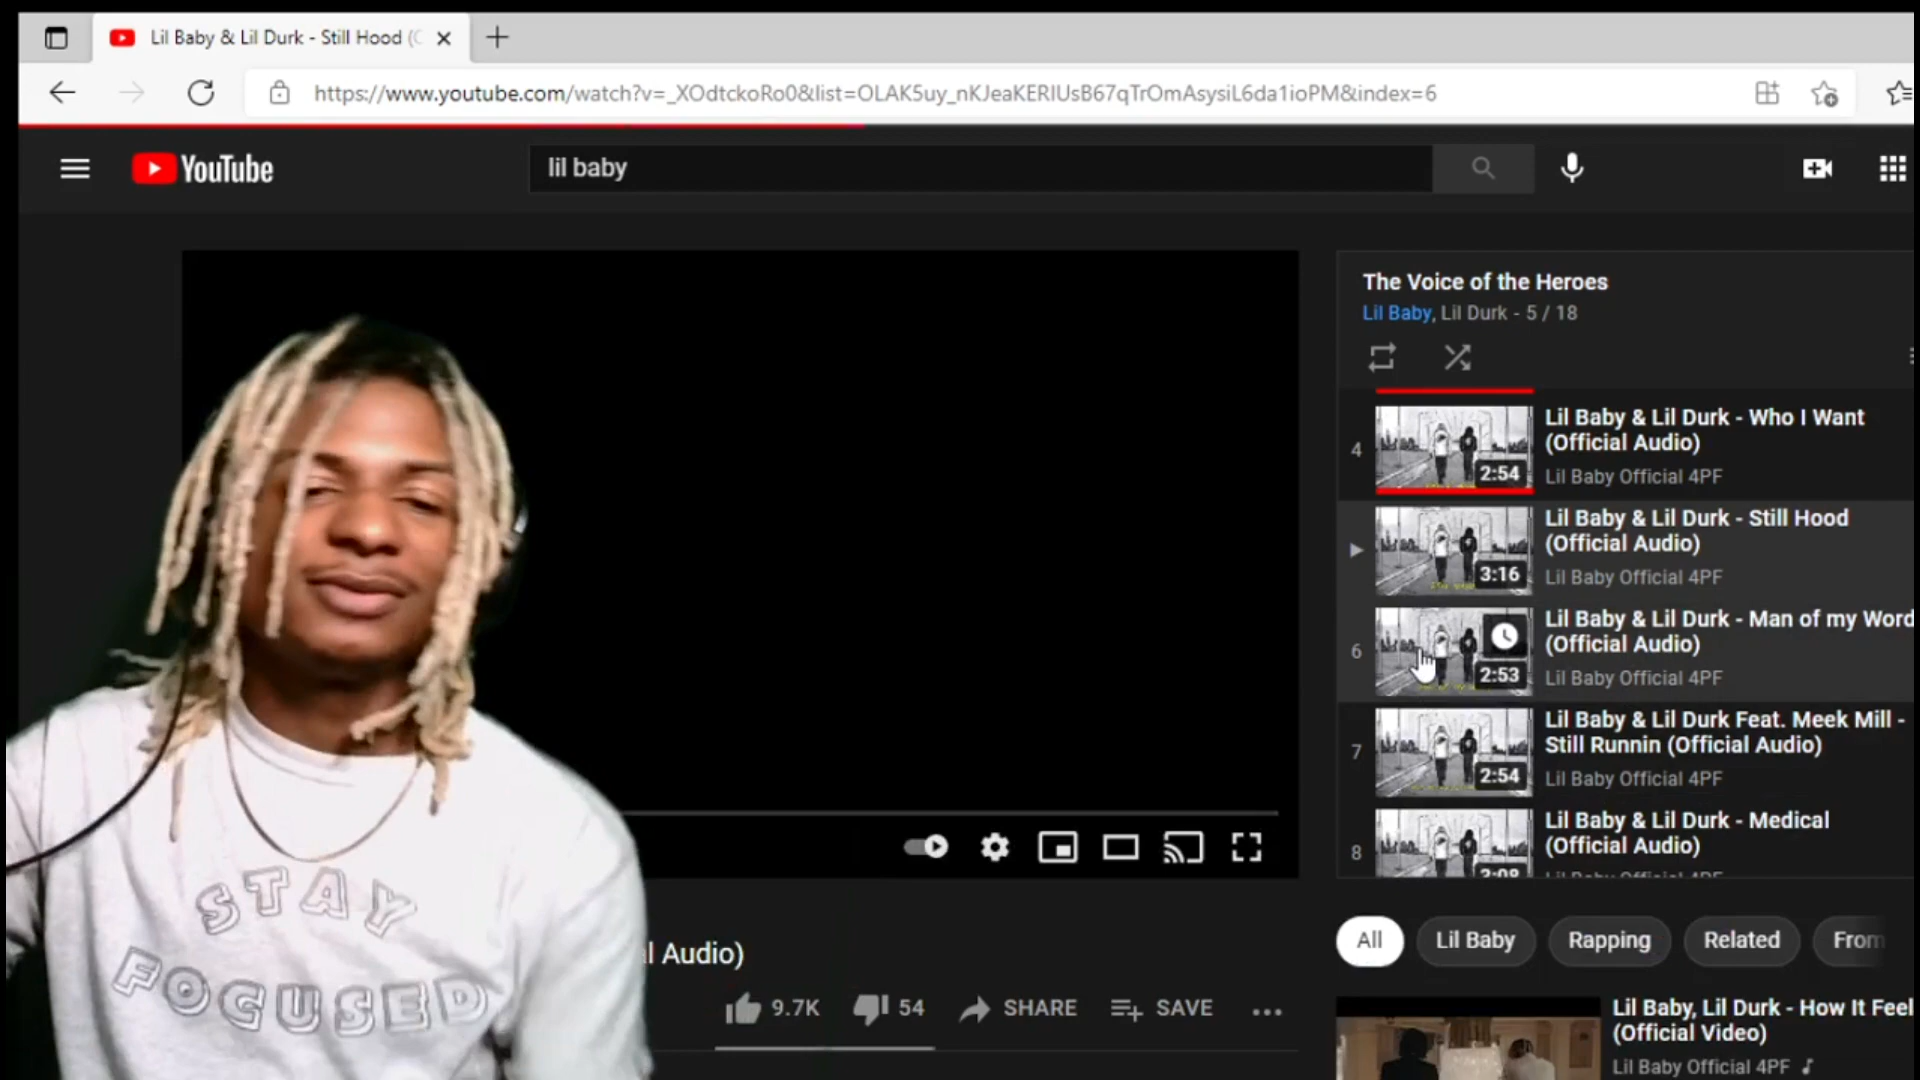 Lil Baby & Lil Durk - Still Hood (
https://www.youtube.com/watch?v=_XOdtckoRo0&list=OLAK5uy_nKJeaKERIUsB67qTrOmAsysiL6da1ioPM&index=6
YouTube
lil baby
The Voice of the Heroes
Lil Baby, Lil Durk - 5 / 18
4
2:54
Lil Baby & Lil Durk - Who I Want
(Official Audio)
Lil Baby Official 4PF
3:16
Lil Baby & Lil Durk - Still Hood
(Official Audio)
Lil Baby Official 4PF
6
2:53
Lil Baby & Lil Durk - Man of my Word
(Official Audio)
Lil Baby Official 4PF
7
2:54
Lil Baby & Lil Durk Feat. Meek Mill -
Still Runnin (Official Audio)
Lil Baby Official 4PF
8
Lil Baby & Lil Durk - Medical
(Official Audio)
STAY
FOCUSED
Audio)
9.7K
54
SHARE
SAVE
All
Lil Baby
Rapping
Related
From
Lil Baby, Lil Durk - How It Feel
(Official Video)
Lil Baby Official 4PF